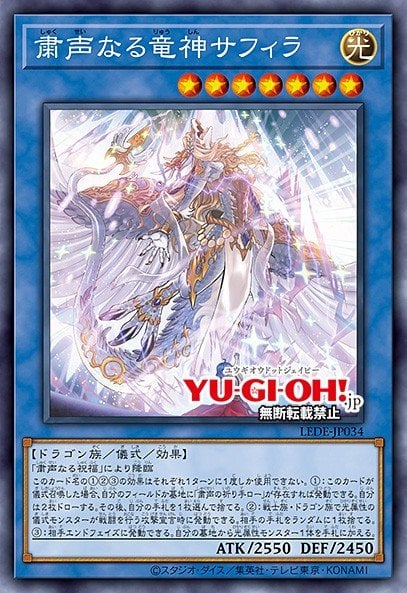 粛声なる竜神サフィラ
光
ユウギオウドットジェイピー
YU-GI-OH!.jp
無断転載禁止
LEDE-JP034
【ドラゴン族/儀式/効果】
「粛声なる祝福」により降臨
このカード名の①②③の効果はそれぞれ1ターンに1度しか使用できない。①:このカードが
儀式召喚した場合、自分のフィールドか墓地に「粛声の祈り手ロー」が存在すれば発動できる。自分
は2枚ドローする。その後、自分の手札を1枚選んで捨てる。②:戦士族・ドラゴン族で光属性の
儀式モンスターが戦闘を行う攻撃宣言時に発動できる。相手の手札をランダムに1枚捨てる。
③:相手エンドフェイズに発動できる。自分の墓地から光属性モンスター1体を手札に加える。
ATK/2550 DEF/2450
©スタジオ・ダイス/集英社・テレビ東京・KONAMI